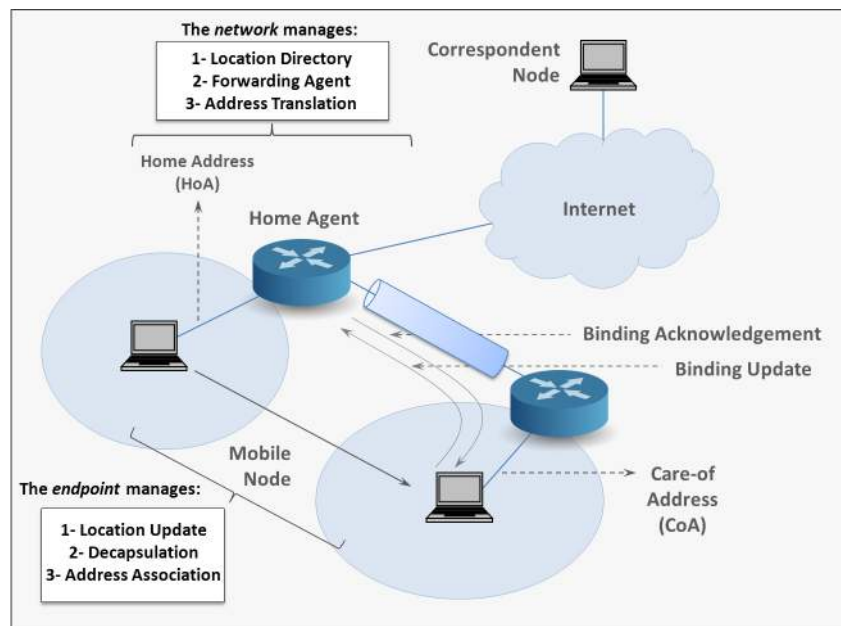 The network manages:
1- Location Directory
2- Forwarding Agent
3- Address Translation
Correspondent
Node
Home Address
(HoA)
Home Agent
Internet
Binding Acknowledgement
Binding Update
Mobile
Node
Care-of
Address
(CoA)
The endpoint manages:
1- Location Update
2- Decapsulation
3- Address Association